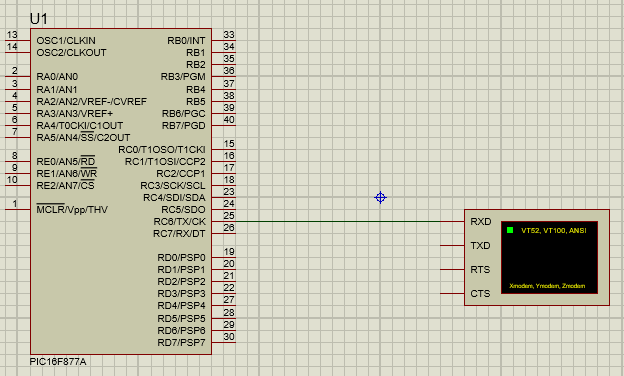 U1
13 OSC1/CLKIN
14 OSC2/CLKOUT
2 RA0/AN0
3 RA1/AN1
4 RA2/AN2/VREF-/CVREF
5 RA3/AN3/VREF+
6 RA4/T0CKI/C1OUT
7 RA5/AN4/SS/C2OUT
8 RE0/AN5/RD
9 RE1/AN6/WR
10 RE2/AN7/CS
1 MCLR/Vpp/THV
RB0/INT 33
RB1 34
RB2 35
RB3/PGM 36
RB4 37
RB5 38
RB6/PGC 39
RB7/PGD 40
RC0/T1OSO/T1CKI 15
RC1/T1OSI/CCP2 16
RC2/CCP1 17
RC3/SCK/SCL 18
RC4/SDI/SDA 23
RC5/SDO 24
RC6/TX/CK 25
RC7/RX/DT 26
RD0/PSP0 19
RD1/PSP1 20
RD2/PSP2 21
RD3/PSP3 22
RD4/PSP4 27
RD5/PSP5 28
RD6/PSP6 29
RD7/PSP7 30
PIC16F877A
RXD
TXD
RTS
CTS
VT52, VT100, ANSI
Xmodem, Ymodem, Zmodem